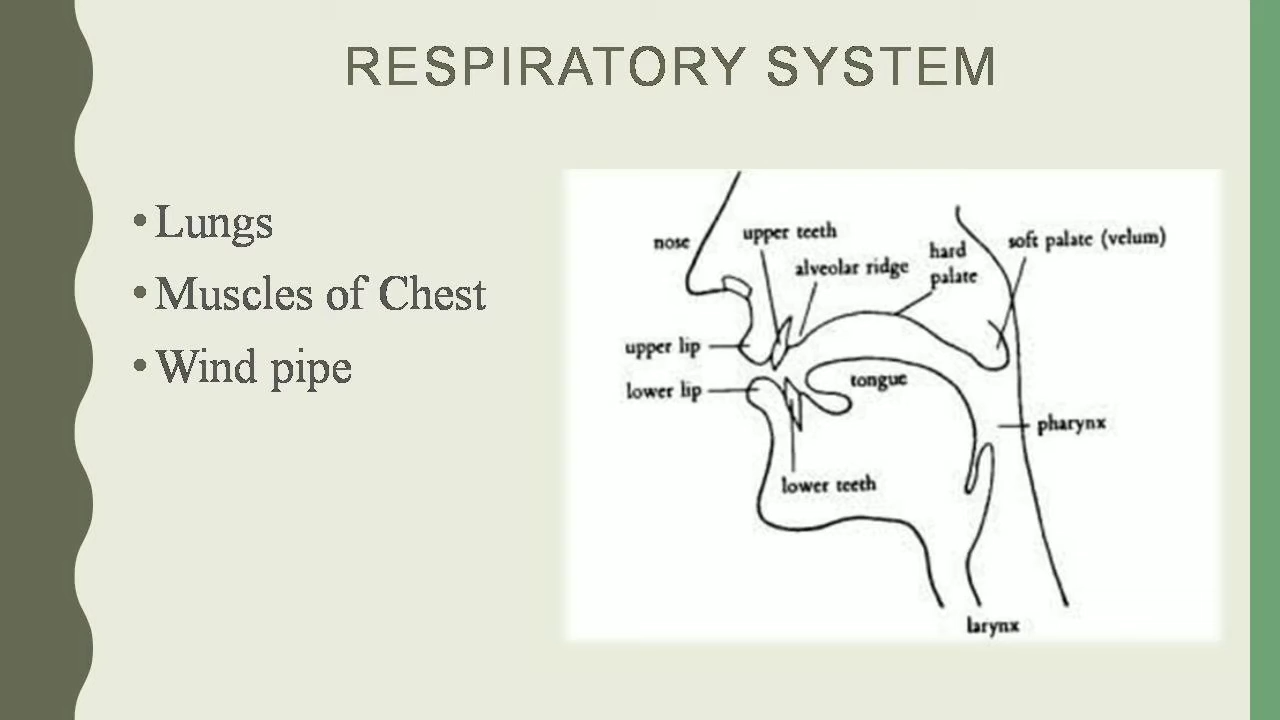 RESPIRATORY SYSTEM
• Lungs
• Muscles of Chest
• Wind pipe
nose
upper teeth
alveolar ridge
hard
palate
soft palate (velum)
upper lip
lower lip
tongue
pharynx
lower teeth
larynx